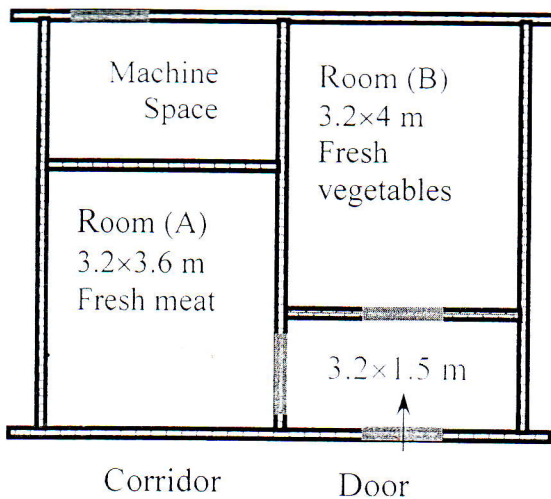 Machine
Space
Room (B)
3.2×4 m
Fresh
vegetables
Room (A)
3.2×3.6 m
Fresh meat
3.2×1.5 m
Corridor
Door